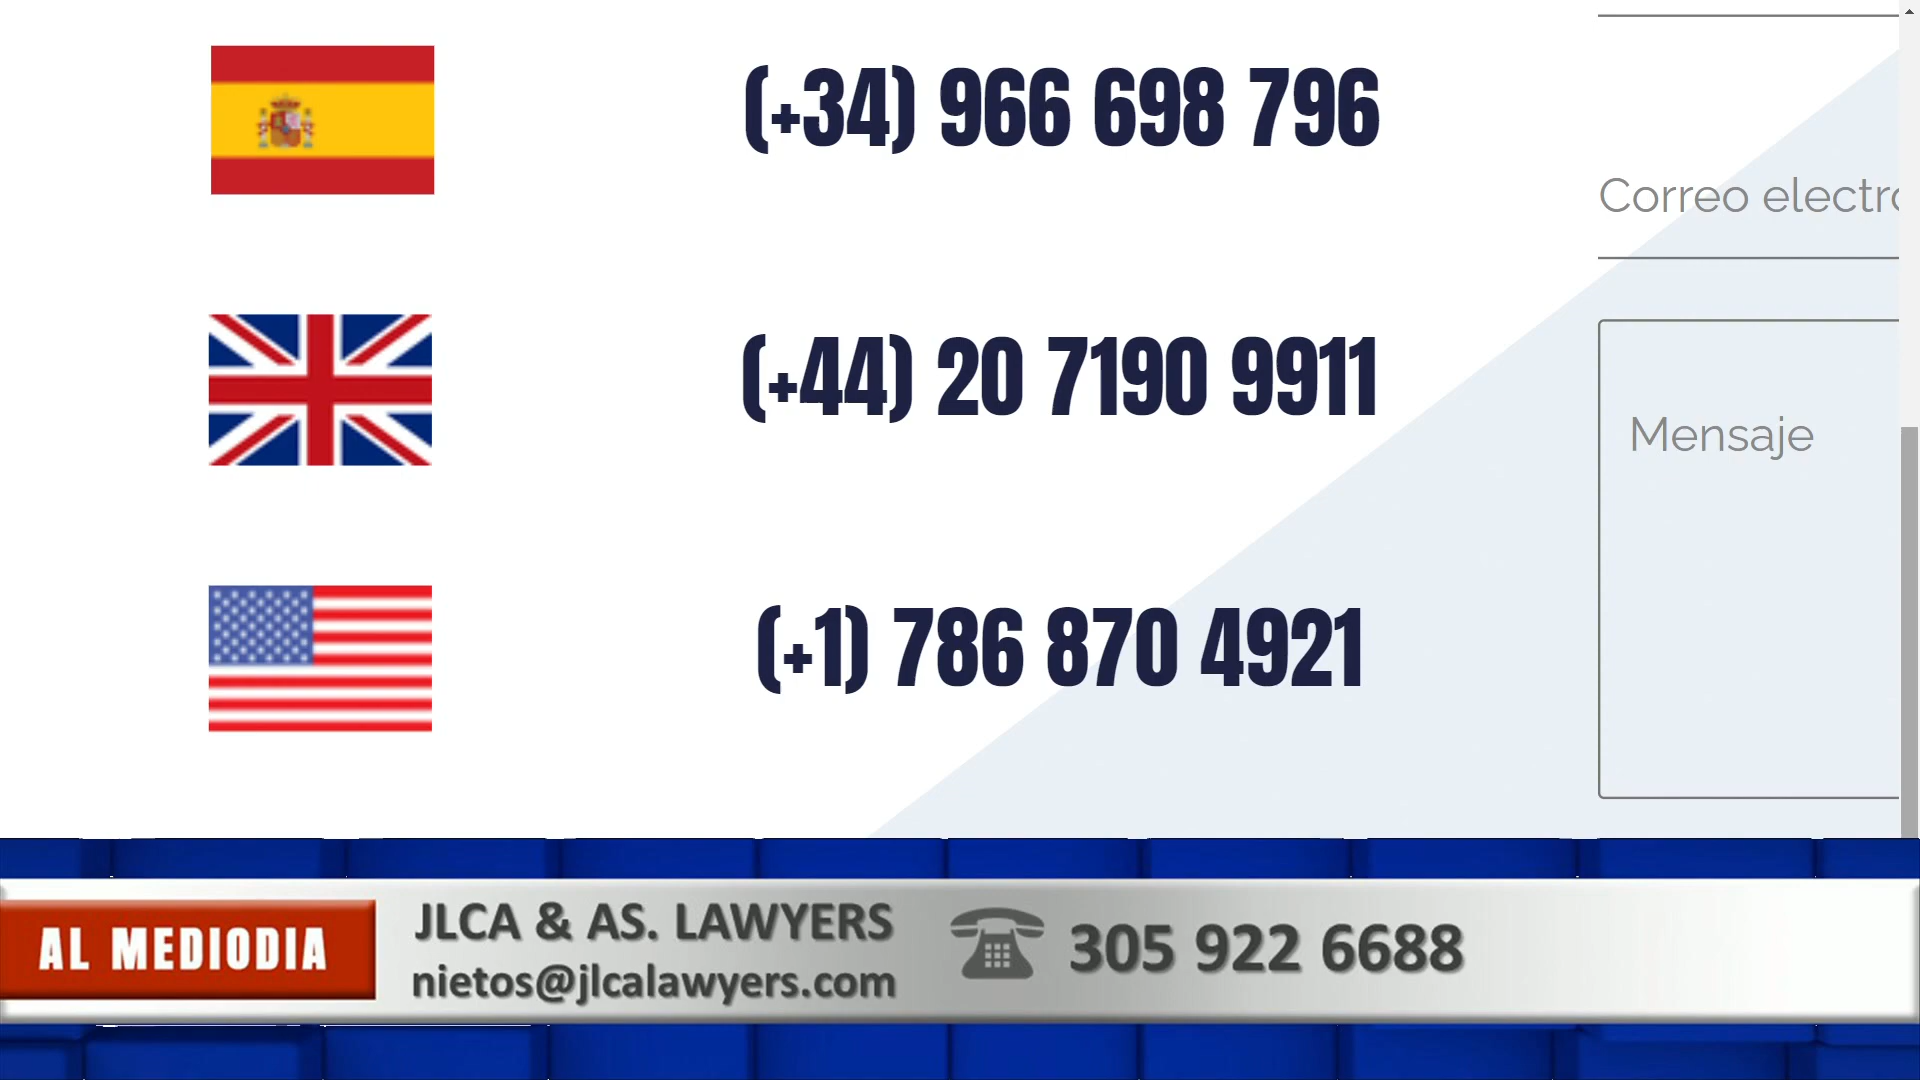 (+34) 966 698 796
Correo electro
(+44) 20 7190 9911
Mensaje
(+1) 786 870 4921
AL MEDIODIA
JLCA & AS. LAWYERS
nietos@jlcalawyers.com
305 922 6688